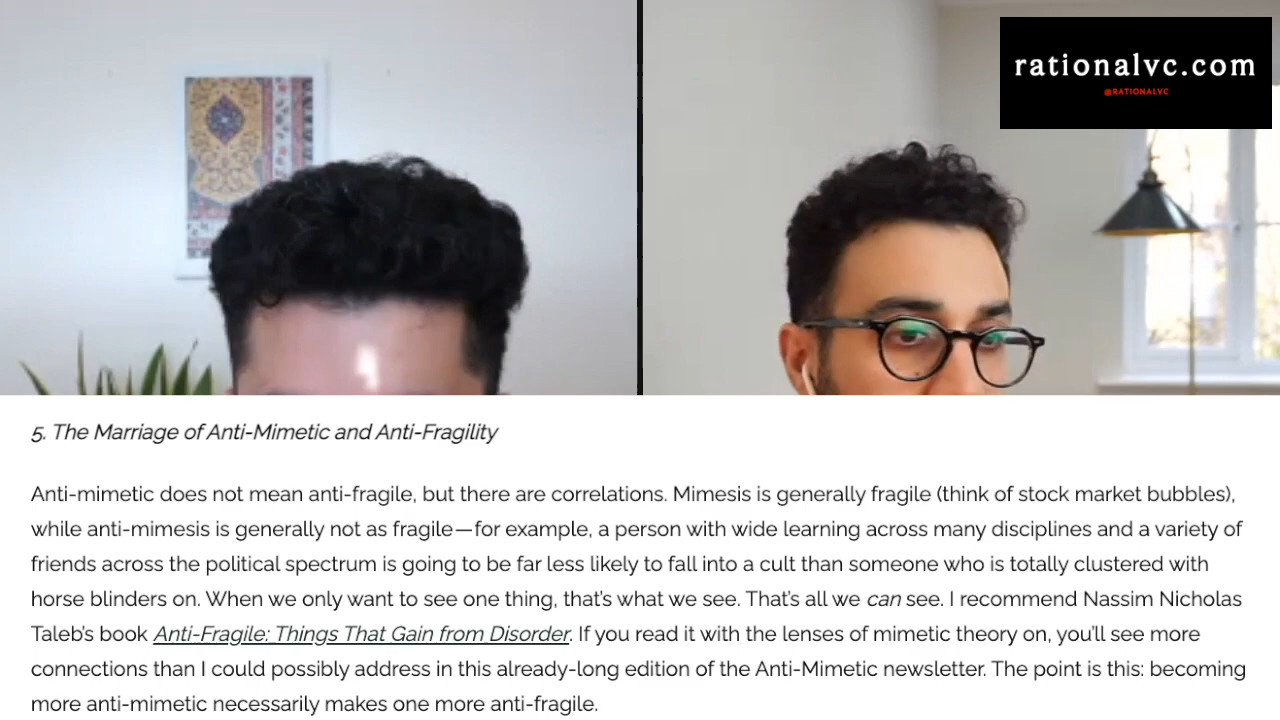 rationalvc.com
@RATIONALVC
5. The Marriage of Anti-Mimetic and Anti-Fragility
Anti-mimetic does not mean anti-fragile, but there are correlations. Mimesis is generally fragile (think of stock market bubbles),
while anti-mimesis is generally not as fragile—for example, a person with wide learning across many disciplines and a variety of
friends across the political spectrum is going to be far less likely to fall into a cult than someone who is totally clustered with
horse blinders on. When we only want to see one thing, that's what we see. That's all we can see. I recommend Nassim Nicholas
Taleb's book Anti-Fragile: Things That Gain from Disorder. If you read it with the lenses of mimetic theory on, you'll see more
connections than I could possibly address in this already-long edition of the Anti-Mimetic newsletter. The point is this: becoming
more anti-mimetic necessarily makes one more anti-fragile.